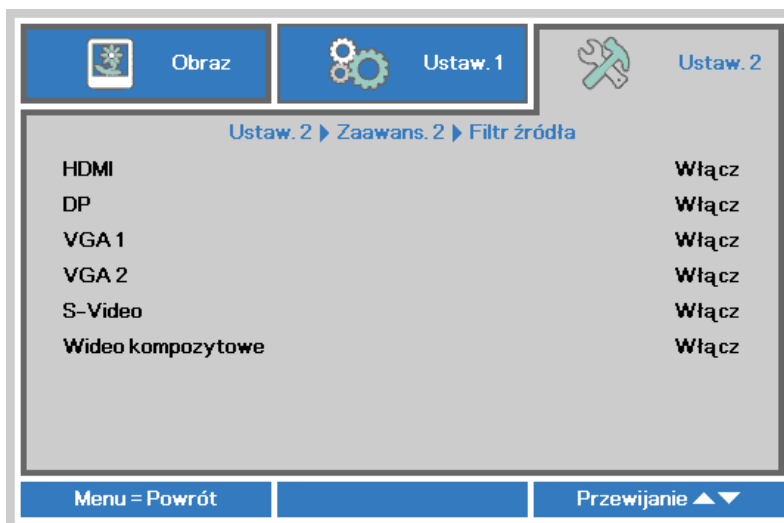 Obraz Ustaw. 1 Ustaw. 2
Ustaw. 2 ▶ Zaawans. 2 ▶ Filtr źródła
HDMI Włącz
DP Włącz
VGA 1 Włącz
VGA 2 Włącz
S-Video Włącz
Wideo kompozytowe Włącz
Menu = Powrót Przewijanie ▲▼